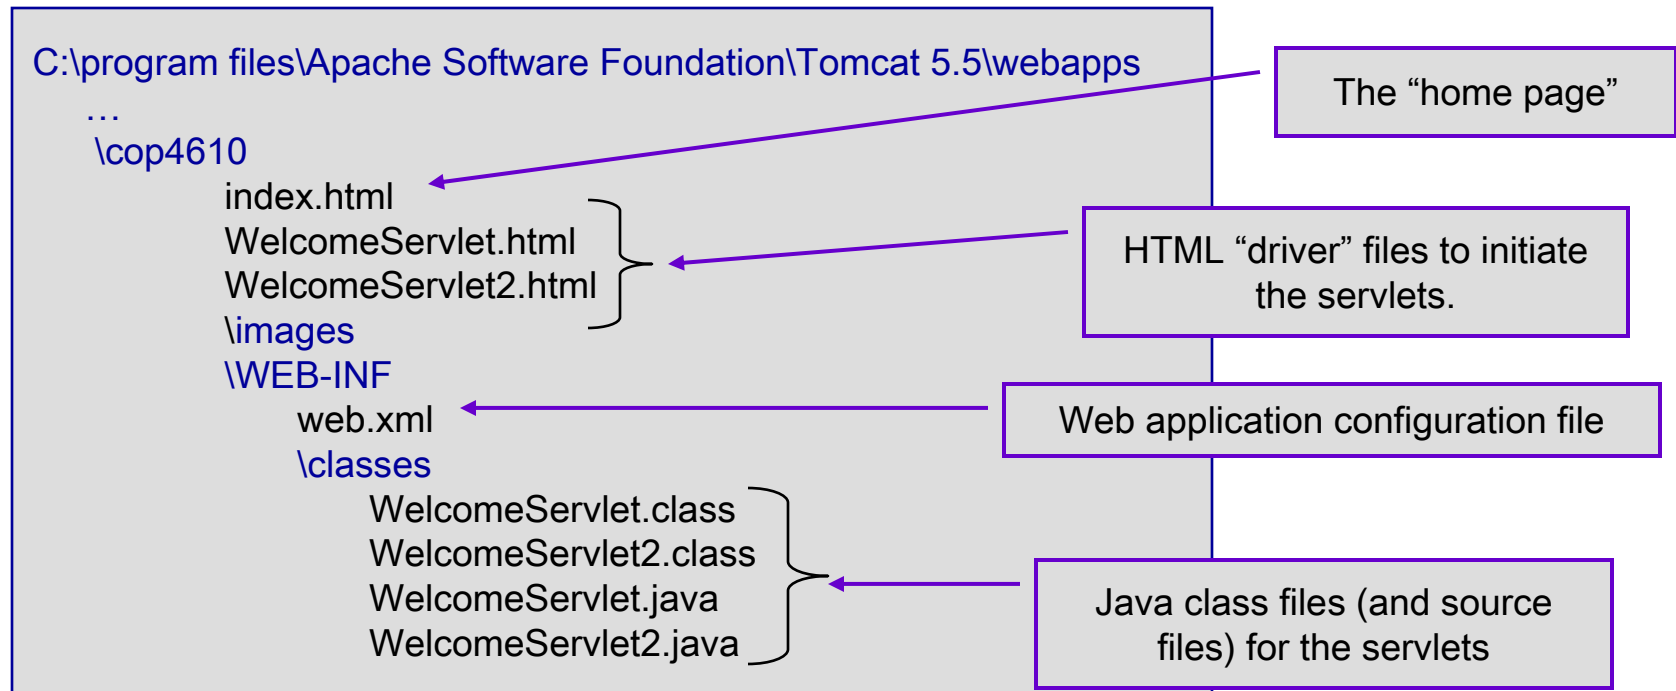 C:\program files\Apache Software Foundation\Tomcat 5.5\webapps
…
\cop4610
index.html
WelcomeServlet.html
WelcomeServlet2.html
\images
\WEB-INF
web.xml
\classes
WelcomeServlet.class
WelcomeServlet2.class
WelcomeServlet.java
WelcomeServlet2.java
The “home page”
HTML “driver” files to initiate
the servlets.
Web application configuration file
Java class files (and source
files) for the servlets